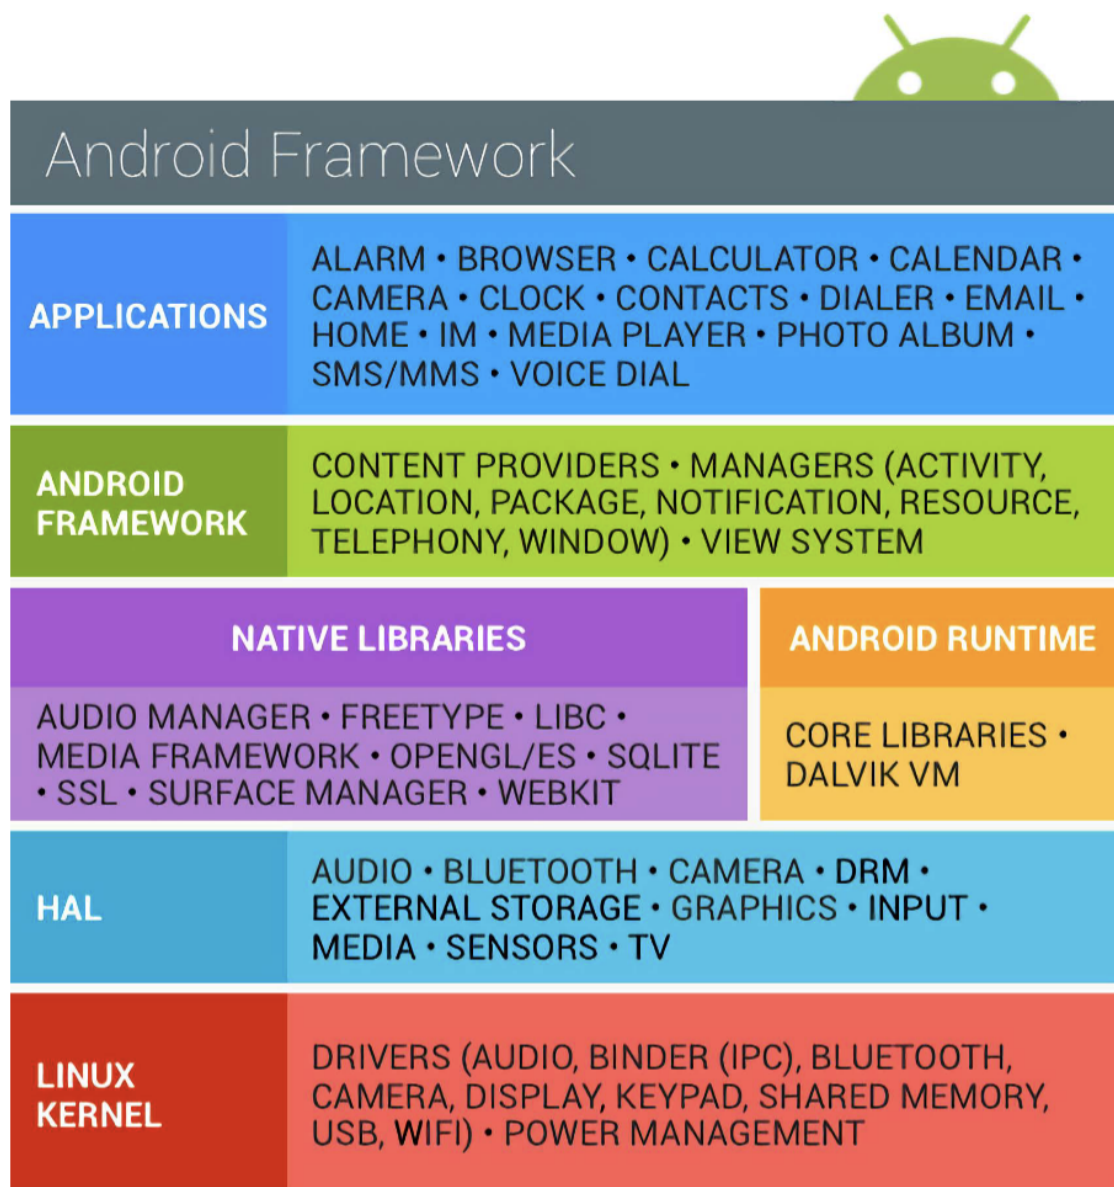 Android Framework
APPLICATIONS
ALARM • BROWSER • CALCULATOR • CALENDAR •
CAMERA • CLOCK • CONTACTS • DIALER • EMAIL •
HOME • IM • MEDIA PLAYER • PHOTO ALBUM •
SMS/MMS • VOICE DIAL
ANDROID
FRAMEWORK
CONTENT PROVIDERS • MANAGERS (ACTIVITY,
LOCATION, PACKAGE, NOTIFICATION, RESOURCE,
TELEPHONY, WINDOW) • VIEW SYSTEM
NATIVE LIBRARIES
AUDIO MANAGER • FREETYPE • LIBC •
MEDIA FRAMEWORK • OPENGL/ES • SQLITE
• SSL • SURFACE MANAGER • WEBKIT
ANDROID RUNTIME
CORE LIBRARIES •
DALVIK VM
HAL
AUDIO • BLUETOOTH • CAMERA • DRM •
EXTERNAL STORAGE • GRAPHICS • INPUT •
MEDIA • SENSORS • TV
LINUX
KERNEL
DRIVERS (AUDIO, BINDER (IPC), BLUETOOTH,
CAMERA, DISPLAY, KEYPAD, SHARED MEMORY,
USB, WIFI) • POWER MANAGEMENT